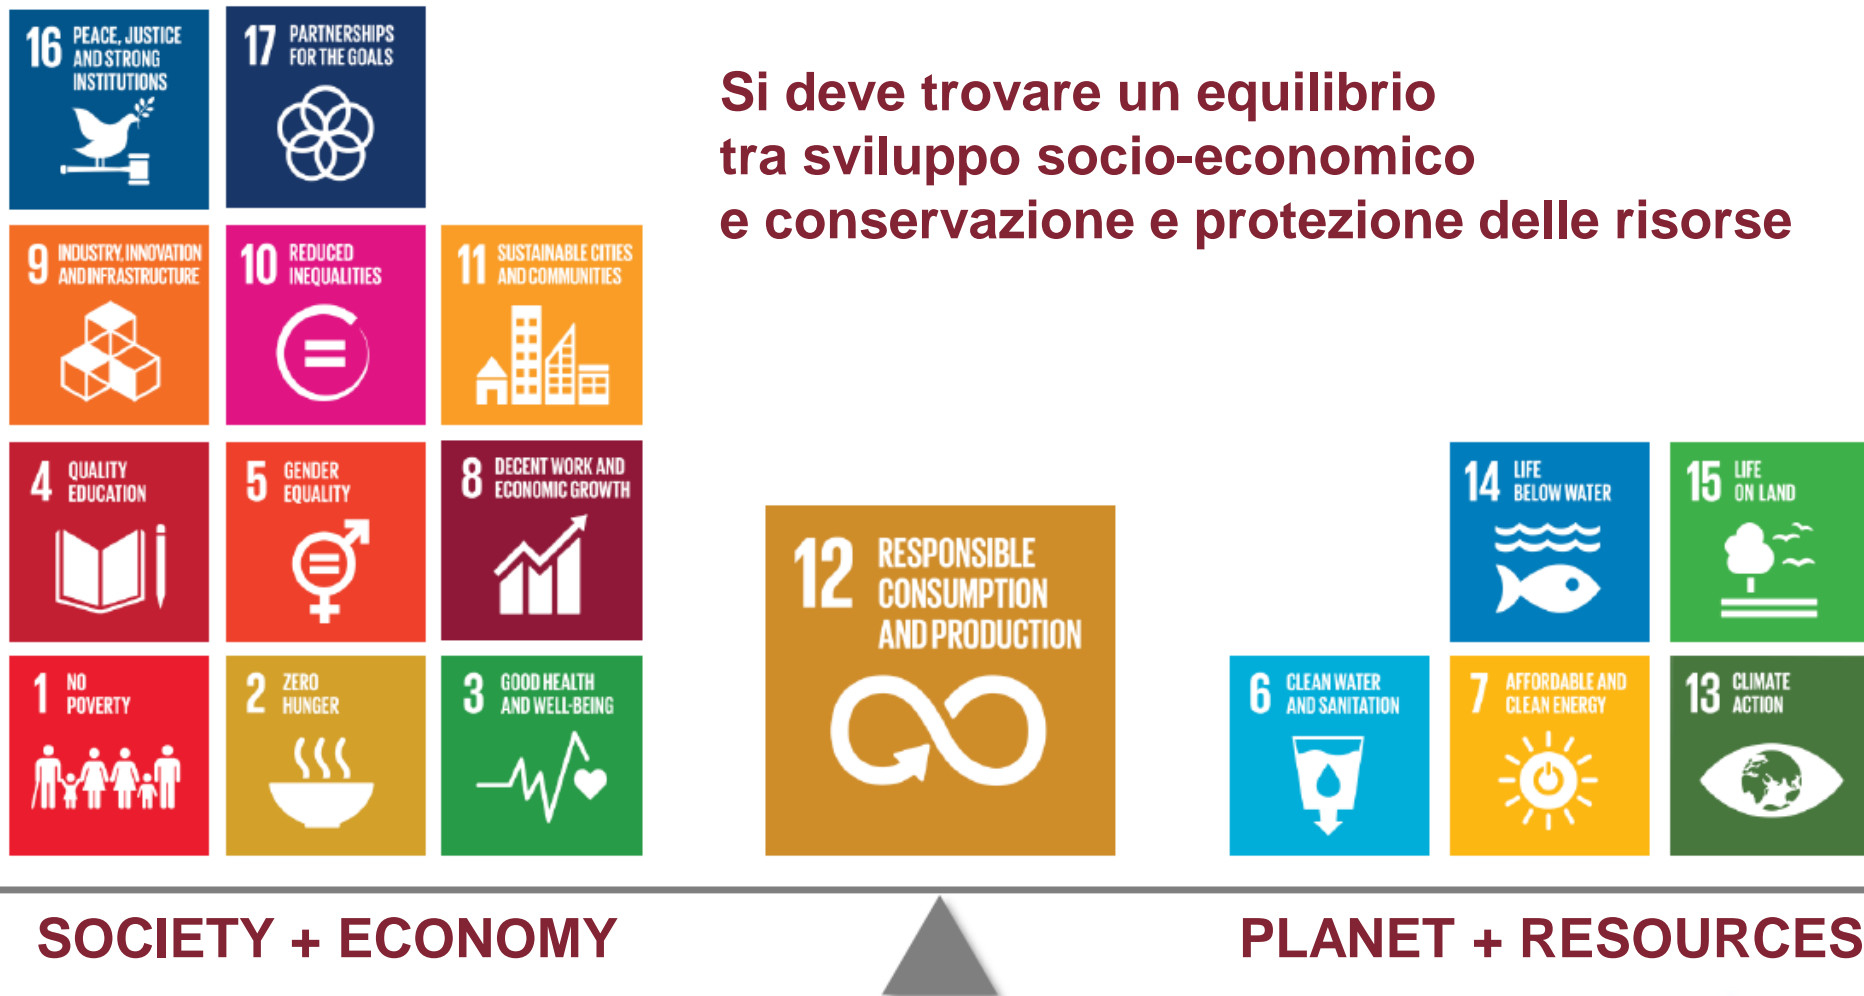 16 PEACE, JUSTICE
AND STRONG
INSTITUTIONS
17 PARTNERSHIPS
FOR THE GOALS
Si deve trovare un equilibrio
tra sviluppo socio-economico
e conservazione e protezione delle risorse
9 INDUSTRY, INNOVATION
AND INFRASTRUCTURE
10 REDUCED
INEQUALITIES
11 SUSTAINABLE CITIES
AND COMMUNITIES
4 QUALITY
EDUCATION
5 GENDER
EQUALITY
8 DECENT WORK AND
ECONOMIC GROWTH
12 RESPONSIBLE
CONSUMPTION
AND PRODUCTION
14 LIFE
BELOW WATER
15 LIFE
ON LAND
1 NO
POVERTY
2 ZERO
HUNGER
3 GOOD HEALTH
AND WELL-BEING
6 CLEAN WATER
AND SANITATION
7 AFFORDABLE AND
CLEAN ENERGY
13 CLIMATE
ACTION
SOCIETY + ECONOMY
PLANET + RESOURCES